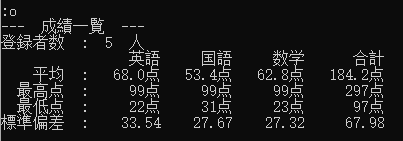 :o
--- 成績一覧 ---
登録者数 : 5 人
英語 国語 数学 合計
平均 : 68.0点 53.4点 62.8点 184.2点
最高点 : 99点 99点 99点 297点
最低点 : 22点 31点 23点 97点
標準偏差 : 33.54 27.67 27.32 67.98